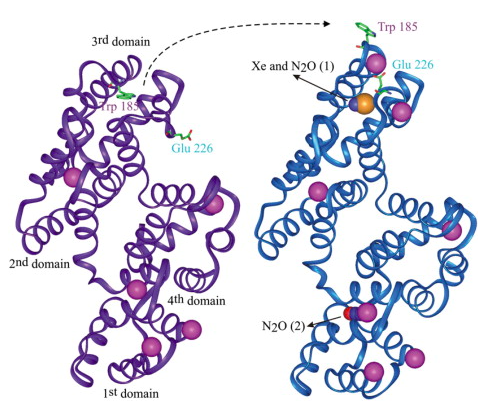 3rd domain
Trp 185
Glu 226
2nd domain
4th domain
1st domain
Trp 185
Glu 226
Xe and N2O (1)
N2O (2)